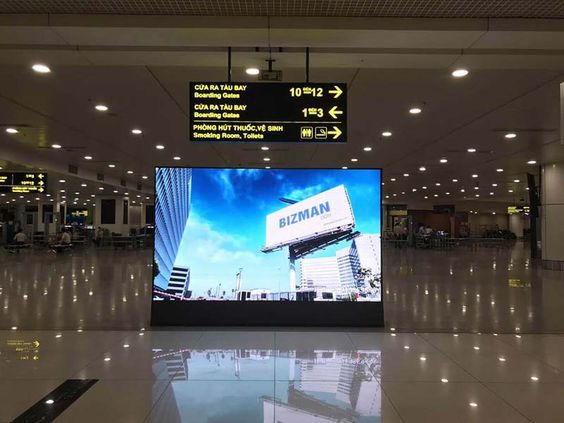 CỬA RA TÀU BAY 10 ĐẾN 12 →
Boarding Gates
CỬA RA TÀU BAY 1 ĐẾN 3 ←
Boarding Gates
PHÒNG HÚT THUỐC,VỆ SINH
Smoking Room, Toilets
BIZMAN